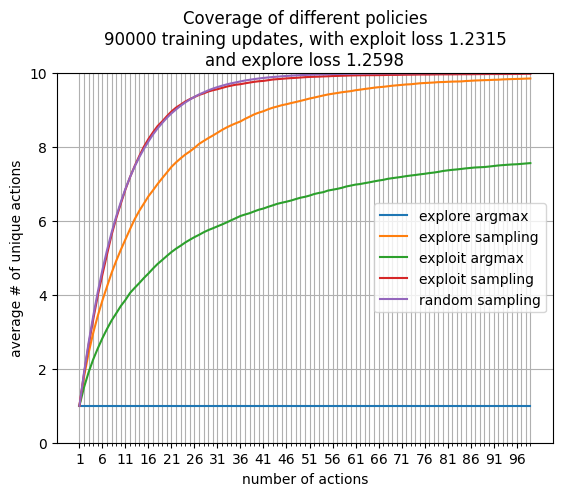 Coverage of different policies
90000 training updates, with exploit loss 1.2315
and explore loss 1.2598
average # of unique actions
10
8
6
4
2
0
explore argmax
explore sampling
exploit argmax
exploit sampling
random sampling
1 6 11 16 21 26 31 36 41 46 51 56 61 66 71 76 81 86 91 96
number of actions